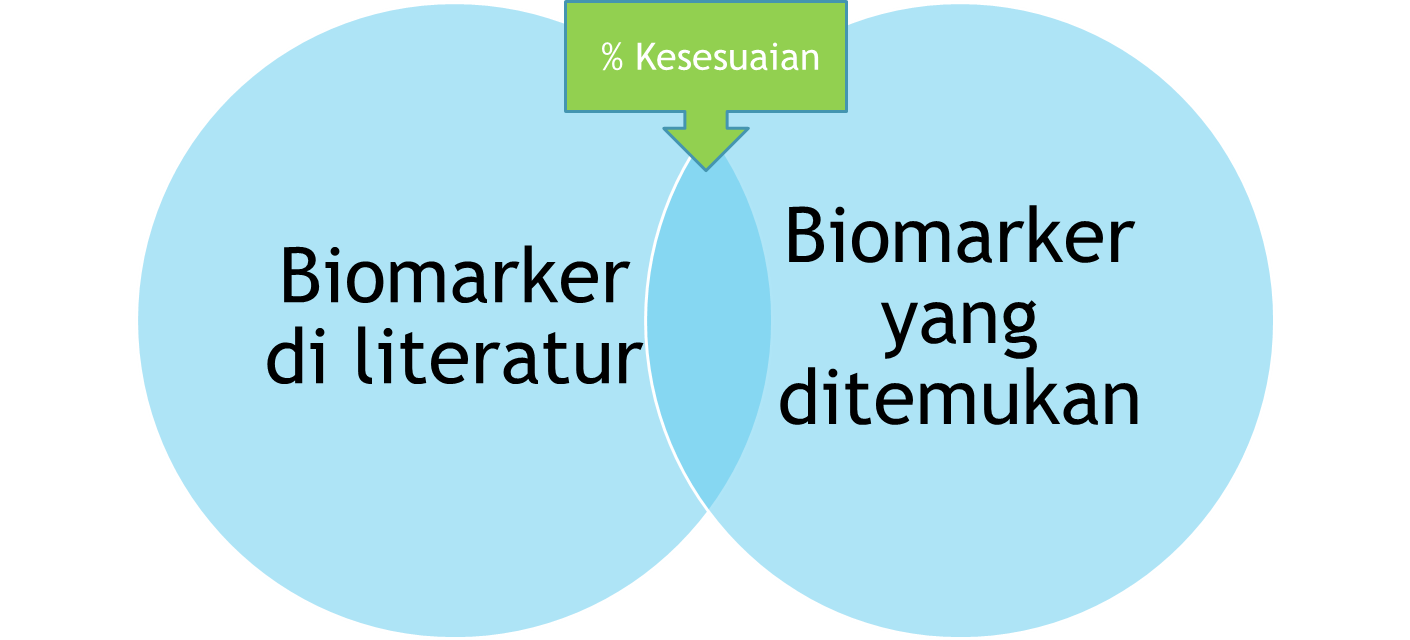 % Kesesuaian
Biomarker
di literatur
Biomarker
yang
ditemukan